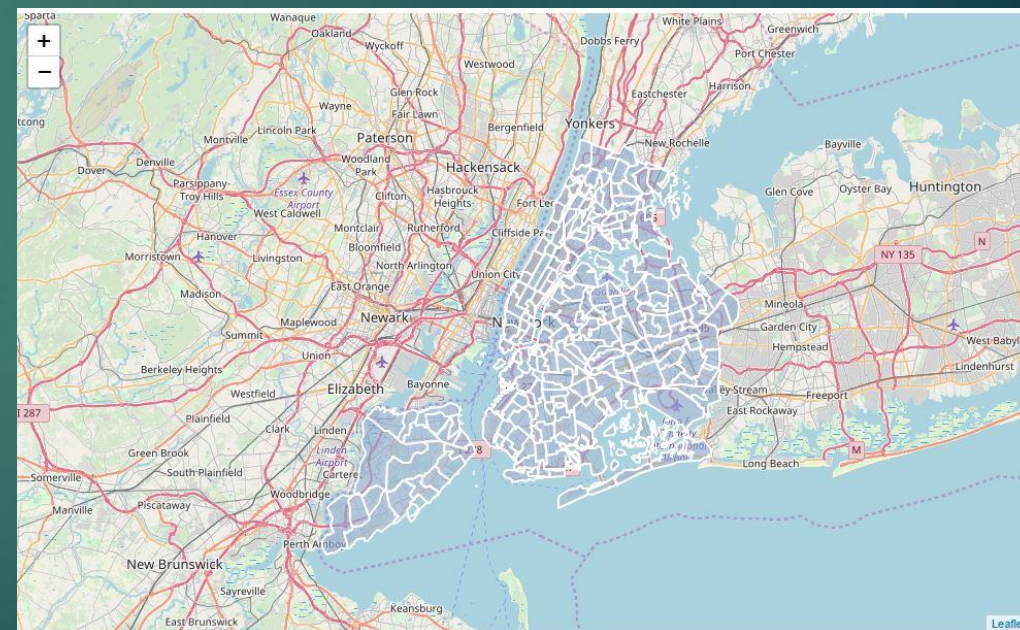 Sparta
Wanaque
Oakland
Wyckoff
Dobbs Ferry
White Plains
Greenwich
Port Chester
+
−
Westwood
Glen Rock
Fair Lawn
Eastchester
Harrison
tcong
Wayne
Lincoln Park
Montville
Paterson
Bergenfield
Yonkers
New Rochelle
Bayville
Denville
Dover
Woodland
Park
Hackensack
Parsippany-
Troy Hills
Essex County
Airport
Clifton
Hasbrouck
Heights
Fort Lee
Glen Cove
Oyster Bay
Huntington
West Caldwell
Montclair
Rutherford
Cliffside Pa
Hanover
Bloomfield
N
NY 135
Morristown
Livingston
North Arlington
Union City
East Orange
Madison
Mineola
Newark
Maplewood
Garden City
Summit
Union
Hempstead
West Babyl
Berkeley Heights
Lindenhurst
Elizabeth
Bayonne
Westfield
ley Stream
Freeport
I 287
Plainfield
East Rockaway
Clark
Linden
Green Brook
Linden
Airport
M
Long Beach
South Plainfield
Cartere
Somerville
Woodbridge
Manville
Piscataway
Perth Amboy
New Brunswick
Sayreville
Keansburg
East Brunswick
Leafle